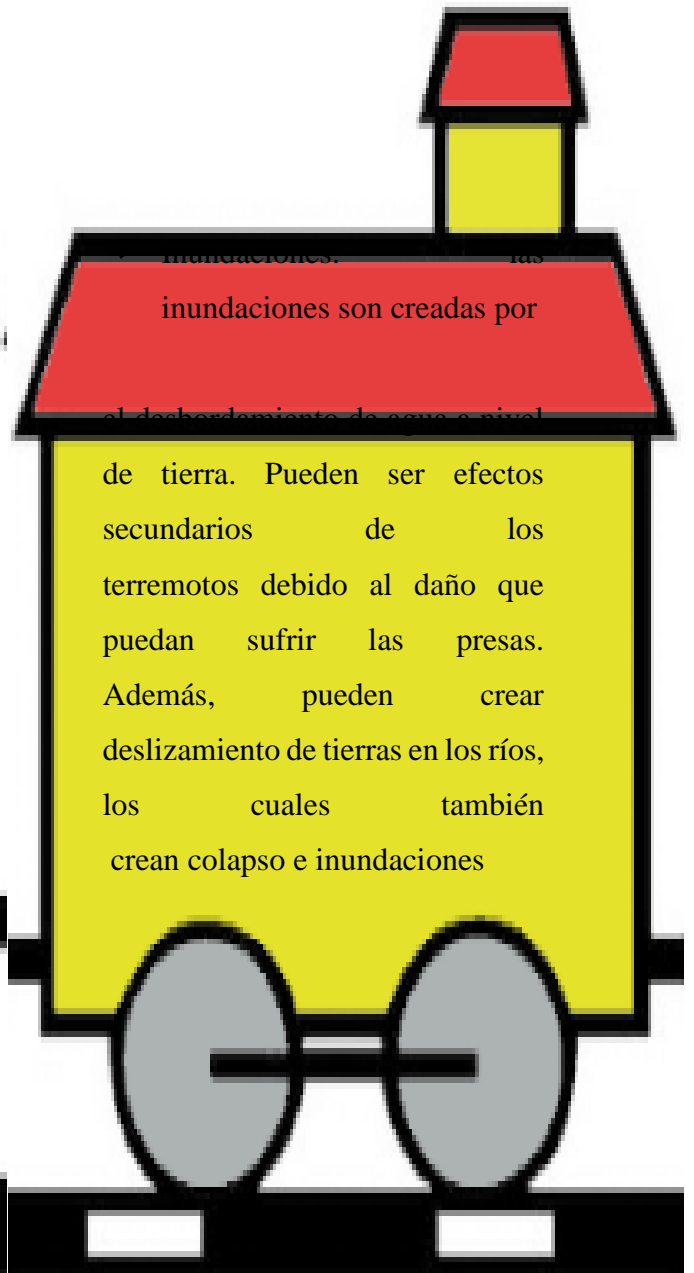 Inundaciones: las
inundaciones son creadas por
el desbordamiento de agua a nivel
de tierra. Pueden ser efectos
secundarios de los
terremotos debido al daño que
puedan sufrir las presas.
Además, pueden crear
deslizamiento de tierras en los ríos,
los cuales también
crean colapso e inundaciones